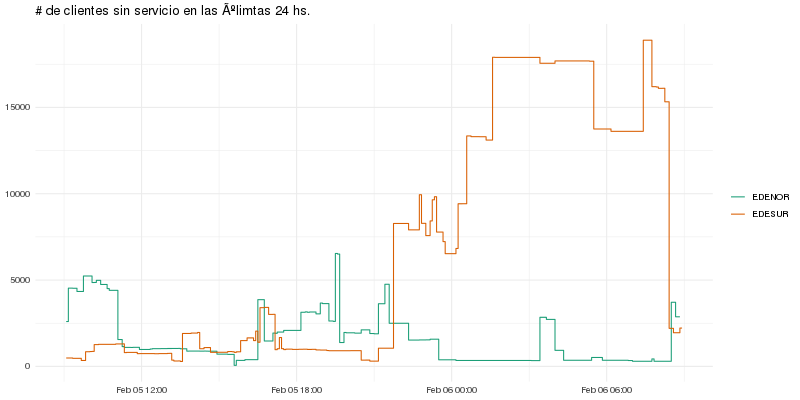 # de clientes sin servicio en las Ãºlimtas 24 hs.
15000
10000
5000
0
Feb 05 12:00
Feb 05 18:00
Feb 06 00:00
Feb 06 06:00
EDENOR
EDESUR